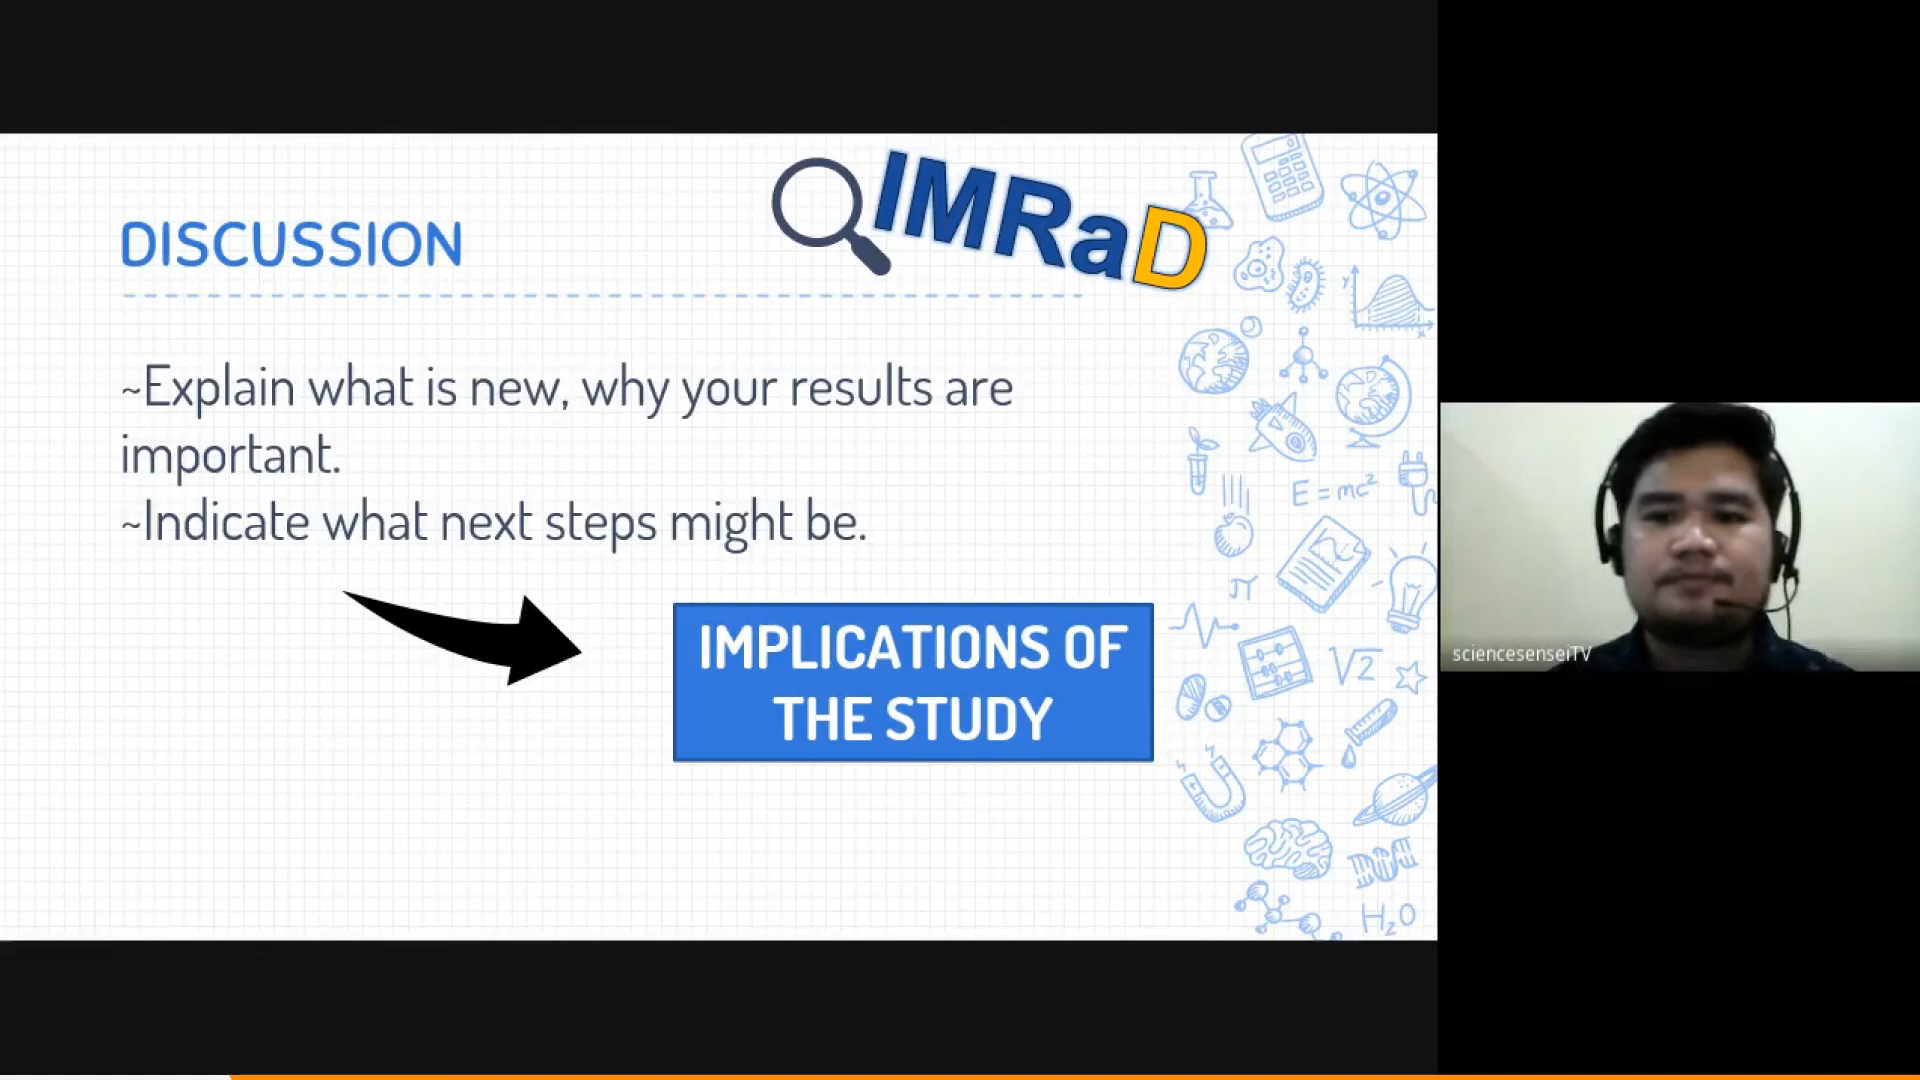 IMRaD
DISCUSSION
~Explain what is new, why your results are
important.
~Indicate what next steps might be.
IMPLICATIONS OF
THE STUDY
y
x
E = mc²
π
√2
H₂O
sciencesenseiTV